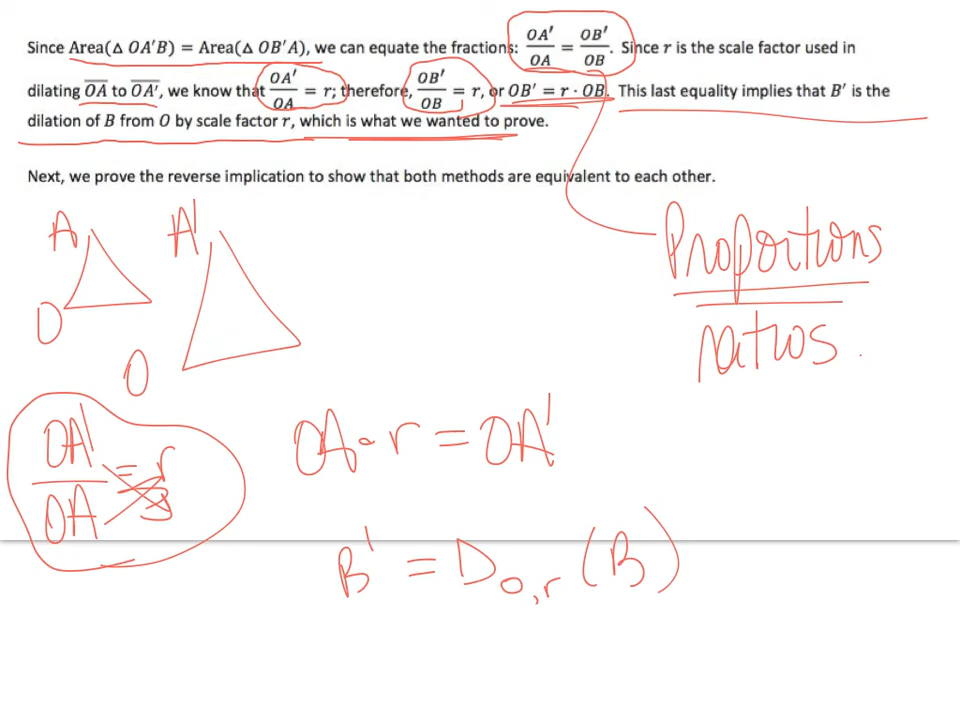 Since Area(△ OA′B) = Area(△ OB′A), we can equate the fractions: OA′/OA = OB′/OB. Since r is the scale factor used in
dilating O͞A͞ to O͞A͞′, we know that OA′/OA = r; therefore, OB′/OB = r, or OB′ = r · OB. This last equality implies that B′ is the
dilation of B from O by scale factor r, which is what we wanted to prove.
Next, we prove the reverse implication to show that both methods are equivalent to each other.
A A'
Proportions
O
ratios
O
OA'/OA = r
OA · r = OA'
B' = D₀,ᵣ (B)